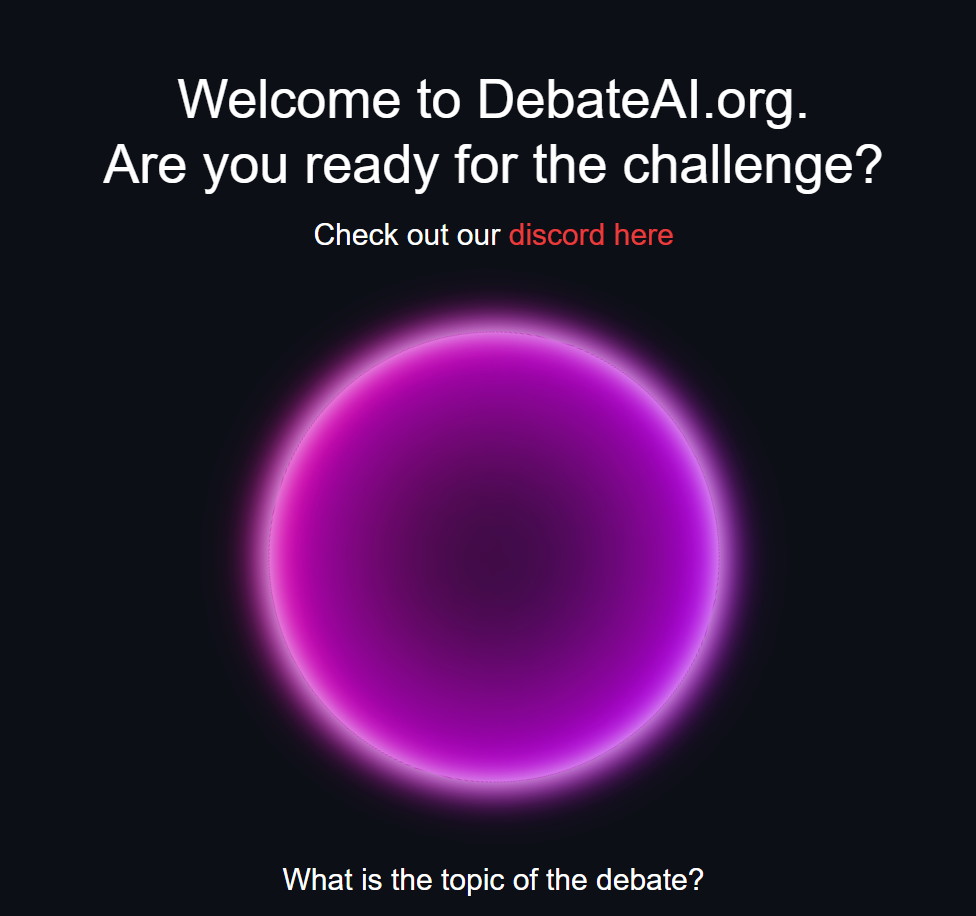 Welcome to DebateAI.org.
Are you ready for the challenge?
Check out our discord here
What is the topic of the debate?